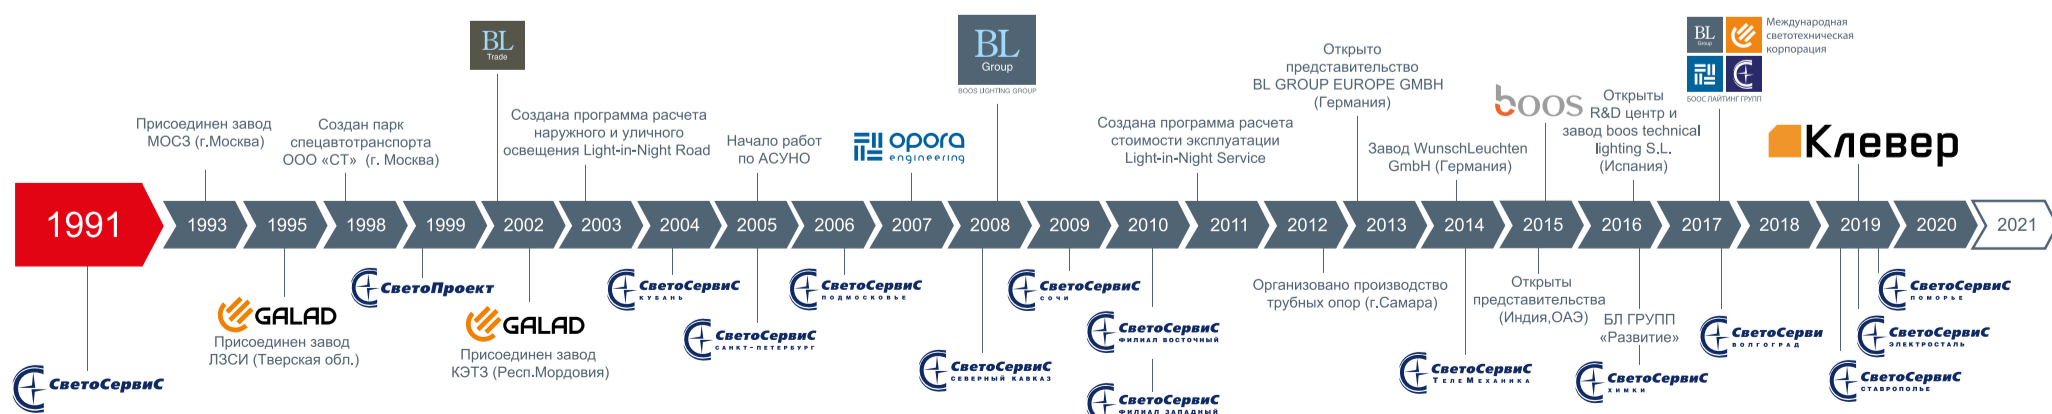 BL
Trade
BL
Group
BOOS LIGHTING GROUP
Открыто
представительство
BL GROUP EUROPE GMBH
(Германия)
boos
Открыты
R&D центр и
завод boos technical
lighting S.L.
(Испания)
BL
Group
Международная
светотехническая
корпорация
БООС ЛАЙТИНГ ГРУПП
Присоединен завод
МОСЗ (г.Москва)
Создан парк
спецавтотранспорта
ООО «СТ» (г. Москва)
Создана программа расчета
наружного и уличного
освещения Light-in-Night Road
Начало работ
по АСУНО
opora
engineering
Создана программа расчета
стоимости эксплуатации
Light-in-Night Service
Завод WunschLeuchten
GmbH (Германия)
Клевер
1991
1993
1995
1998
1999
2002
2003
2004
2005
2006
2007
2008
2009
2010
2011
2012
2013
2014
2015
2016
2017
2018
2019
2020
2021
СветоСервиС
GALAD
Присоединен завод
ЛЗСИ (Тверская обл.)
СветоПроект
GALAD
Присоединен завод
КЭТЗ (Респ.Мордовия)
СветоСервиС
КУБАНЬ
СветоСервиС
САНКТ-ПЕТЕРБУРГ
СветоСервиС
ПОДМОСКОВЬЕ
СветоСервиС
СЕВЕРНЫЙ КАВКАЗ
СветоСервиС
СОЧИ
СветоСервиС
ФИЛИАЛ ВОСТОЧНЫЙ
СветоСервиС
ФИЛИАЛ ЗАПАДНЫЙ
Организовано производство
трубных опор (г.Самара)
СветоСервиС
ТЕЛЕМЕХАНИКА
Открыты
представительства
(Индия,ОАЭ)
БЛ ГРУПП
«Развитие»
СветоСервиС
ХИМКИ
СветоСерви
ВОЛГОГРАД
СветоСервиС
ПОМОРЬЕ
СветоСервиС
ЭЛЕКТРОСТАЛЬ
СветоСервиС
СТАВРОПОЛЬЕ